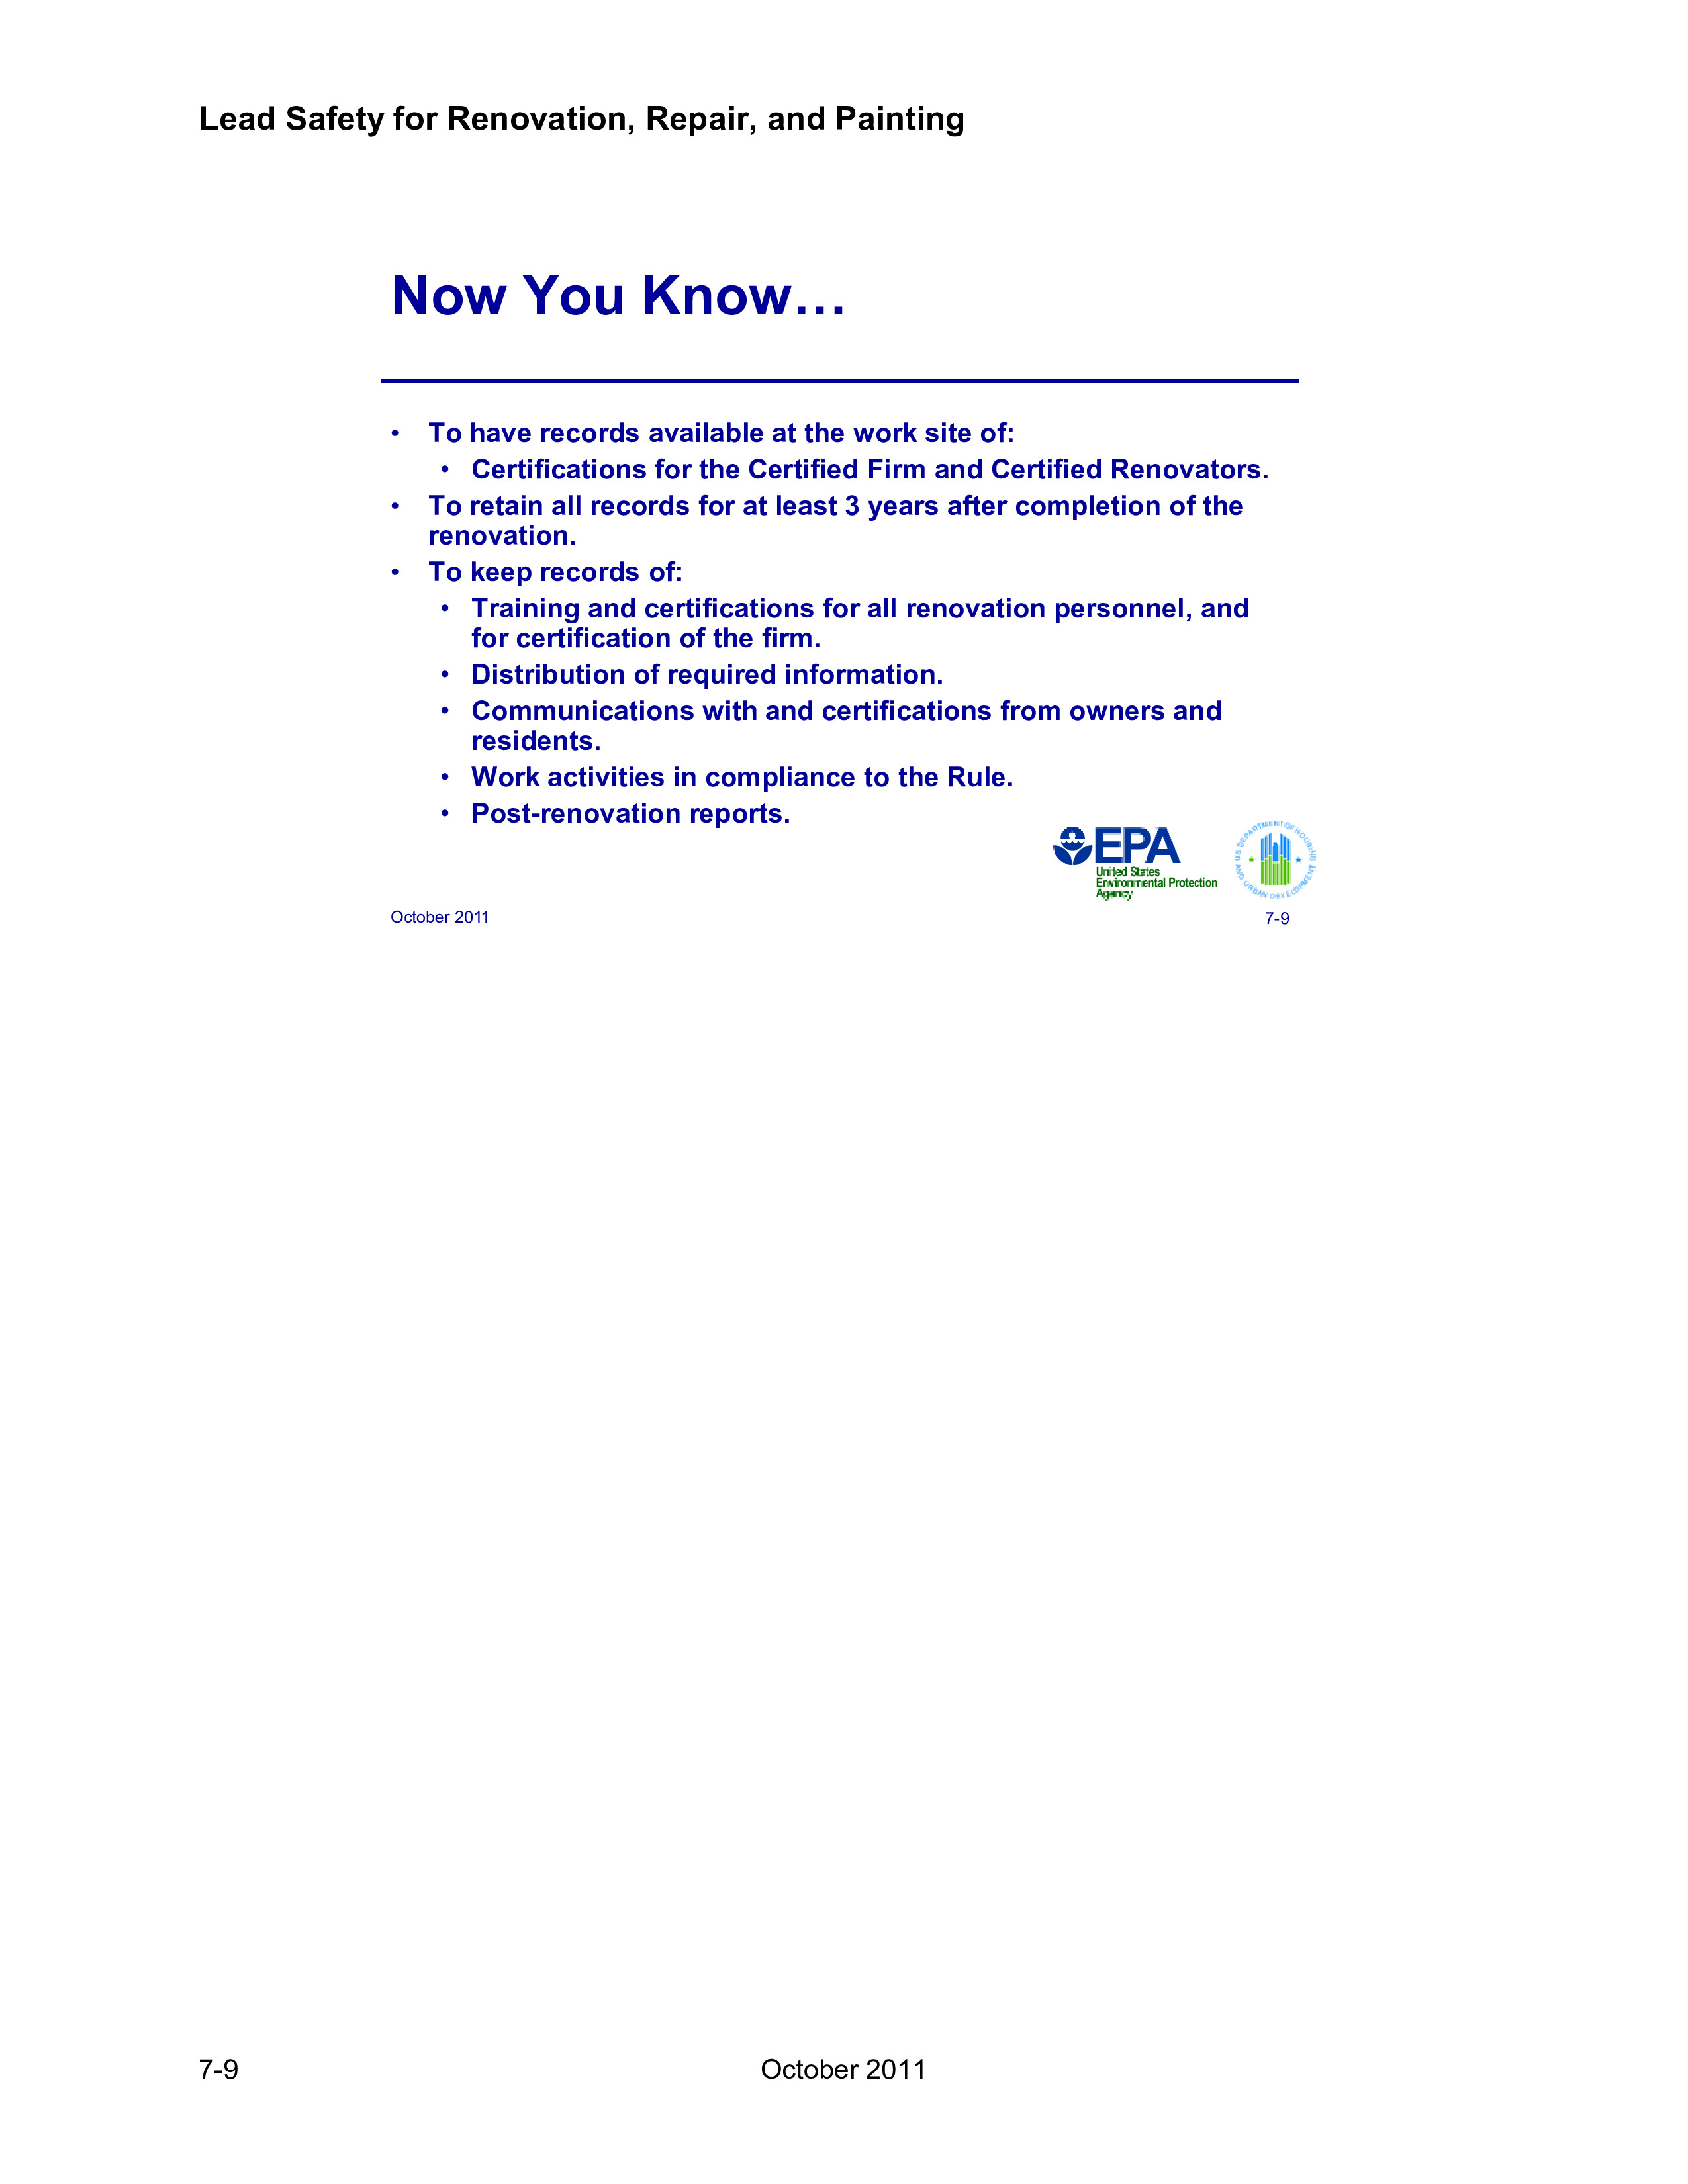 Lead Safety for Renovation, Repair, and Painting
Now You Know…
• To have records available at the work site of:
• Certifications for the Certified Firm and Certified Renovators.
• To retain all records for at least 3 years after completion of the
renovation.
• To keep records of:
• Training and certifications for all renovation personnel, and
for certification of the firm.
• Distribution of required information.
• Communications with and certifications from owners and
residents.
• Work activities in compliance to the Rule.
• Post-renovation reports.
EPA
United States
Environmental Protection
Agency
U.S. DEPARTMENT OF HOUSING
AND URBAN DEVELOPMENT
October 2011
7-9
7-9
October 2011